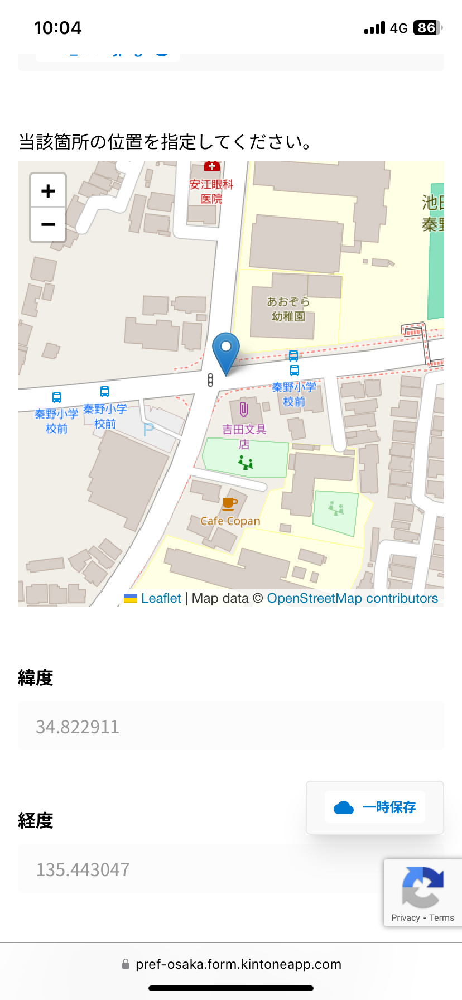 10:04
4G
86
当該箇所の位置を指定してください。
+
−
安江眼科
医院
あおぞら
幼稚園
秦野小学
校前
秦野小学
校前
秦野小学
校前
P
吉田文具
店
Cafe Copan
Leaflet | Map data © OpenStreetMap contributors
緯度
34.822911
一時保存
経度
135.443047
Privacy - Terms
pref-osaka.form.kintoneapp.com